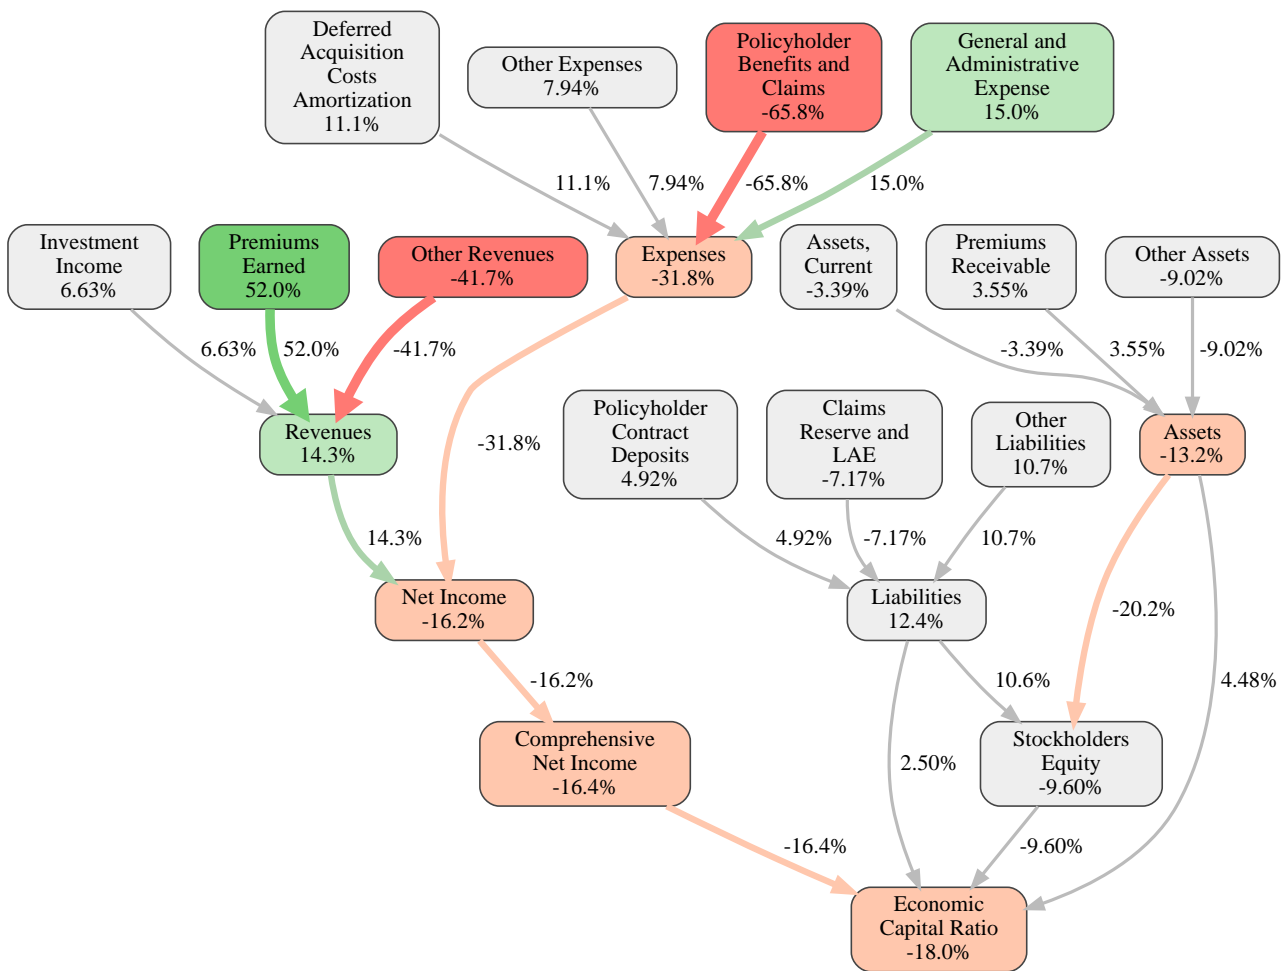 Deferred
Acquisition
Costs
Amortization
11.1%
Other Expenses
7.94%
Policyholder
Benefits and
Claims
-65.8%
General and
Administrative
Expense
15.0%
11.1%
7.94%
-65.8%
15.0%
Investment
Income
6.63%
Premiums
Earned
52.0%
Other Revenues
-41.7%
Expenses
-31.8%
Assets,
Current
-3.39%
Premiums
Receivable
3.55%
Other Assets
-9.02%
6.63%
52.0%
-41.7%
-3.39%
3.55%
-9.02%
Revenues
14.3%
-31.8%
Policyholder
Contract
Deposits
4.92%
Claims
Reserve and
LAE
-7.17%
Other
Liabilities
10.7%
Assets
-13.2%
14.3%
4.92%
-7.17%
10.7%
Net Income
-16.2%
Liabilities
12.4%
-20.2%
-16.2%
10.6%
4.48%
Comprehensive
Net Income
-16.4%
2.50%
Stockholders
Equity
-9.60%
-16.4%
-9.60%
Economic
Capital Ratio
-18.0%